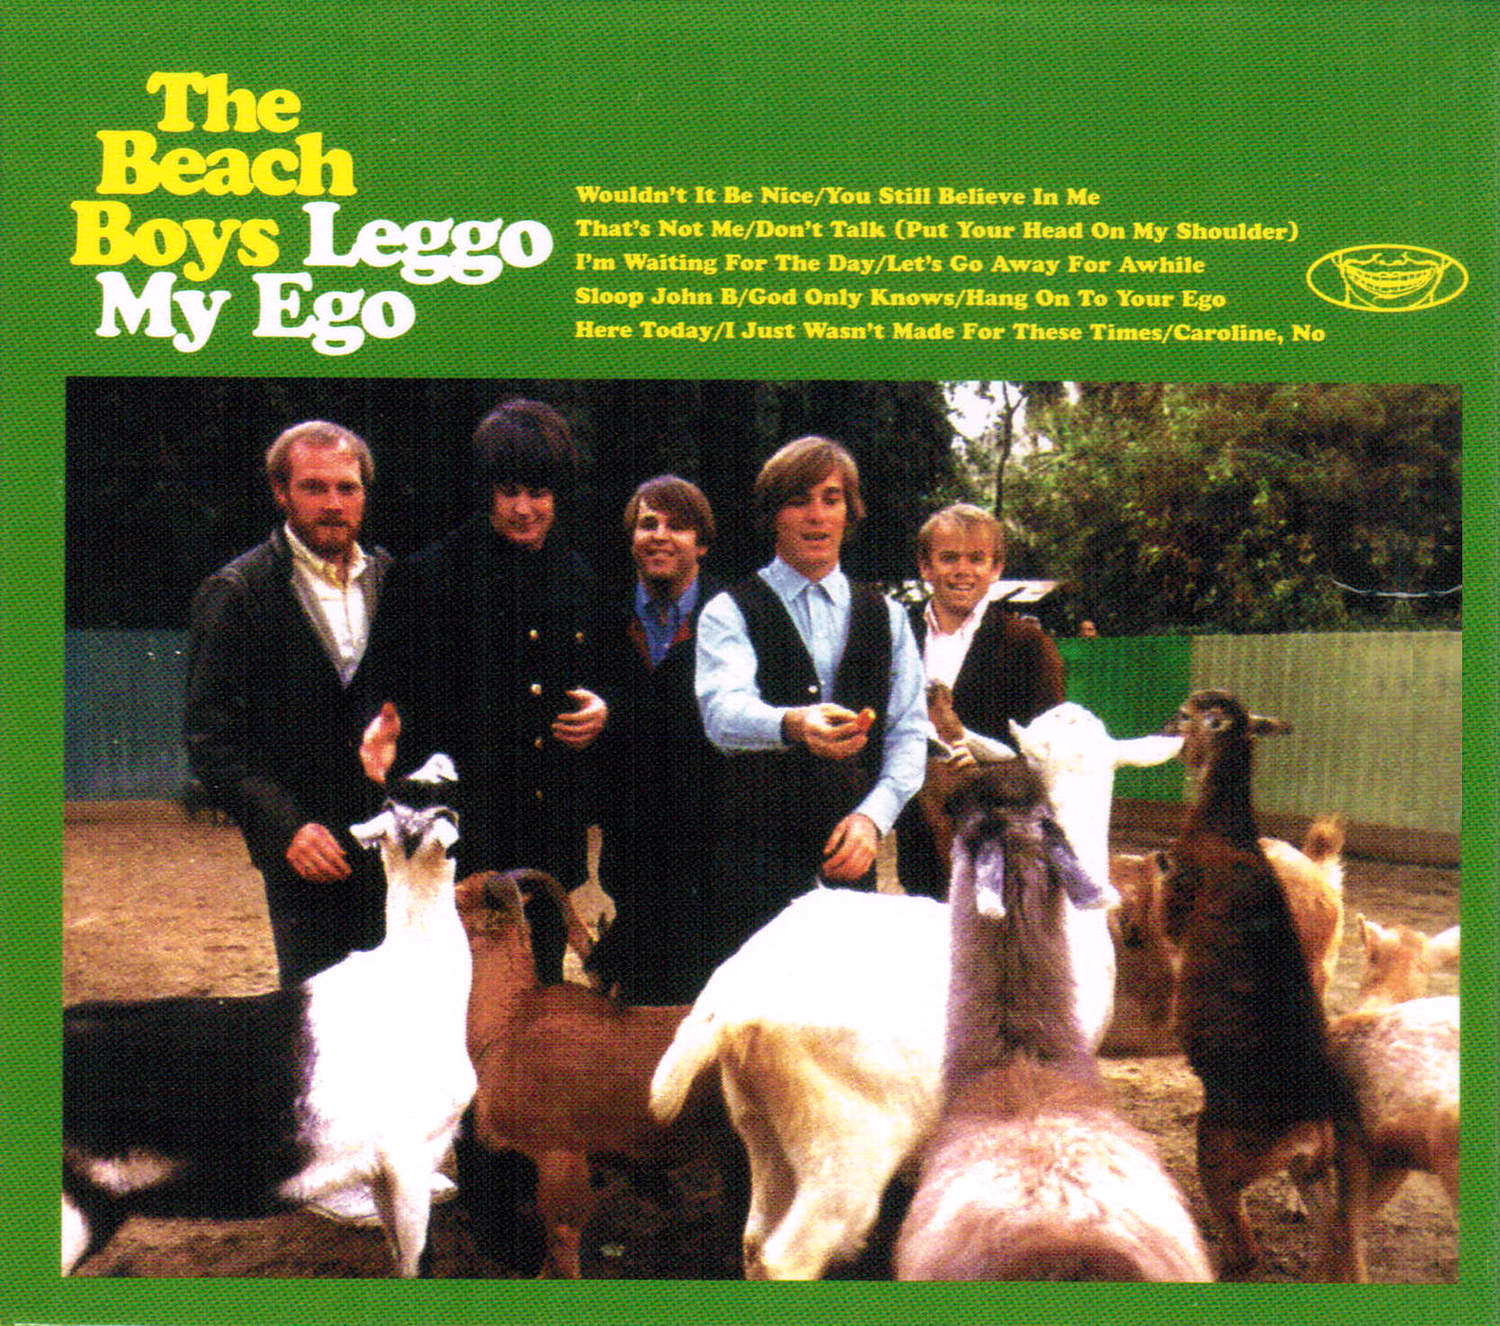 The
Beach
Boys Leggo
My Ego
Wouldn't It Be Nice/You Still Believe In Me
That's Not Me/Don't Talk (Put Your Head On My Shoulder)
I'm Waiting For The Day/Let's Go Away For Awhile
Sloop John B/God Only Knows/Hang On To Your Ego
Here Today/I Just Wasn't Made For These Times/Caroline, No